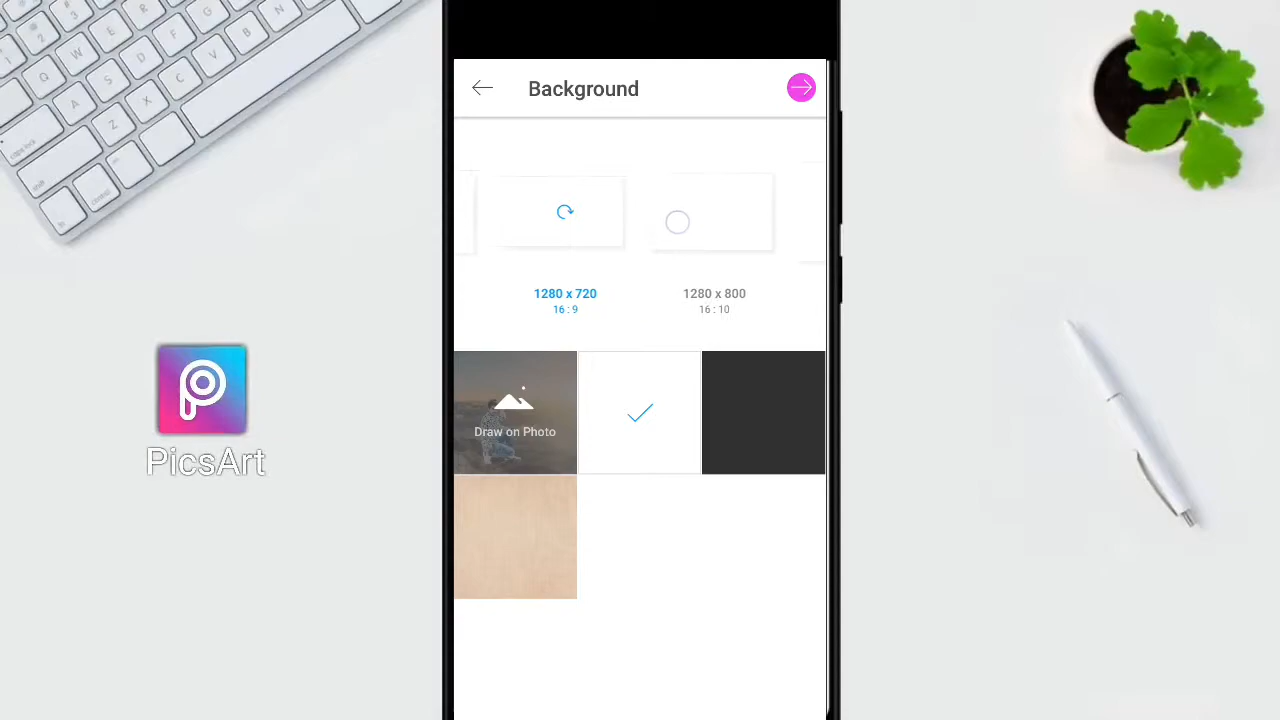 Background
1280 x 720
16 : 9
1280 x 800
16 : 10
Draw on Photo
PicsArt